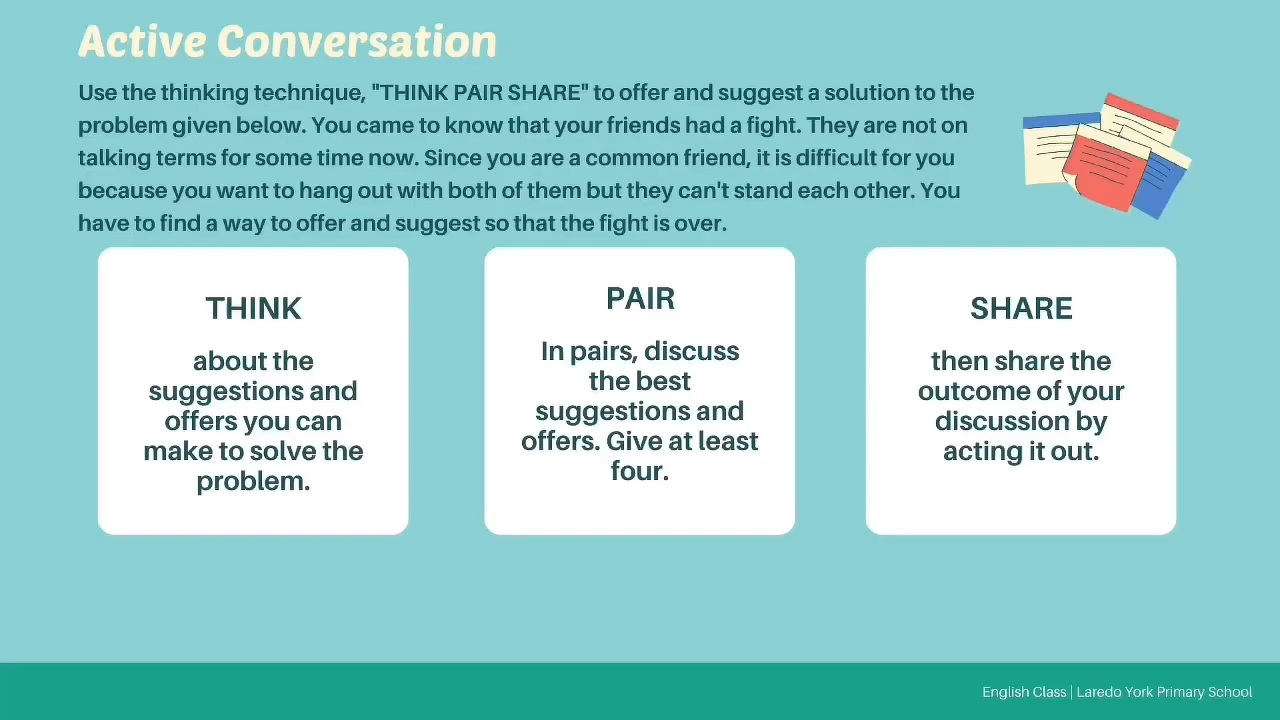 Active Conversation
Use the thinking technique, "THINK PAIR SHARE" to offer and suggest a solution to the
problem given below. You came to know that your friends had a fight. They are not on
talking terms for some time now. Since you are a common friend, it is difficult for you
because you want to hang out with both of them but they can't stand each other. You
have to find a way to offer and suggest so that the fight is over.
THINK
about the
suggestions and
offers you can
make to solve the
problem.
PAIR
In pairs, discuss
the best
suggestions and
offers. Give at least
four.
SHARE
then share the
outcome of your
discussion by
acting it out.
English Class | Laredo York Primary School